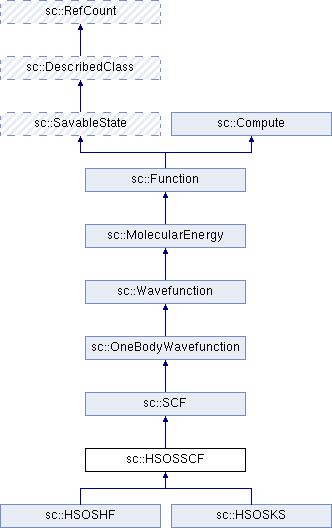 sc::RefCount
sc::DescribedClass
sc::SavableState
sc::Compute
sc::Function
sc::MolecularEnergy
sc::Wavefunction
sc::OneBodyWavefunction
sc::SCF
sc::HSOSSCF
sc::HSOSHF
sc::HSOSKS